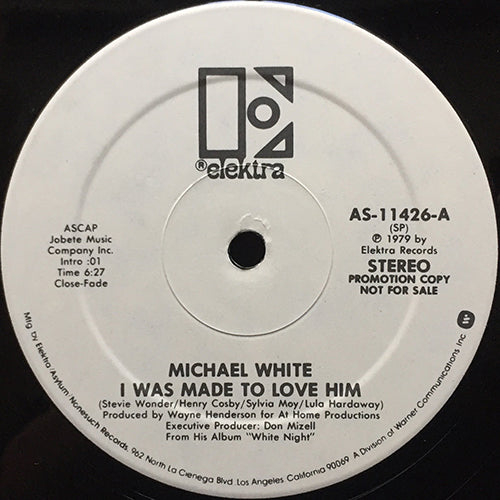 ® elektra
ASCAP
Jobete Music
Company Inc.
Intro :01
Time 6:27
Close-Fade
AS-11426-A
(SP)
℗ 1979 by
Elektra Records
STEREO
PROMOTION COPY
NOT FOR SALE
MICHAEL WHITE
I WAS MADE TO LOVE HIM
(Stevie Wonder/Henry Cosby/Sylvia Moy/Lula Hardaway)
Produced by Wayne Henderson for At Home Productions
Executive Producer: Don Mizell
From His Album "White Night"
Mfg by Elektra Asylum Nonesuch Records, 962 North La Cienega Blvd. Los Angeles, California 90069 A Division of Warner Communications Inc